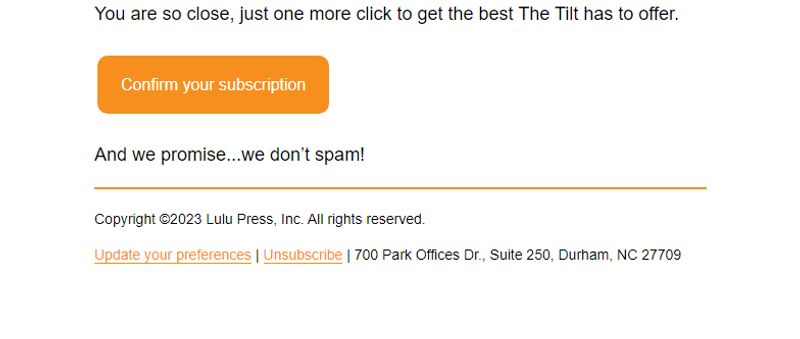 You are so close, just one more click to get the best The Tilt has to offer.
Confirm your subscription
And we promise...we don’t spam!
Copyright ©2023 Lulu Press, Inc. All rights reserved.
Update your preferences | Unsubscribe | 700 Park Offices Dr., Suite 250, Durham, NC 27709